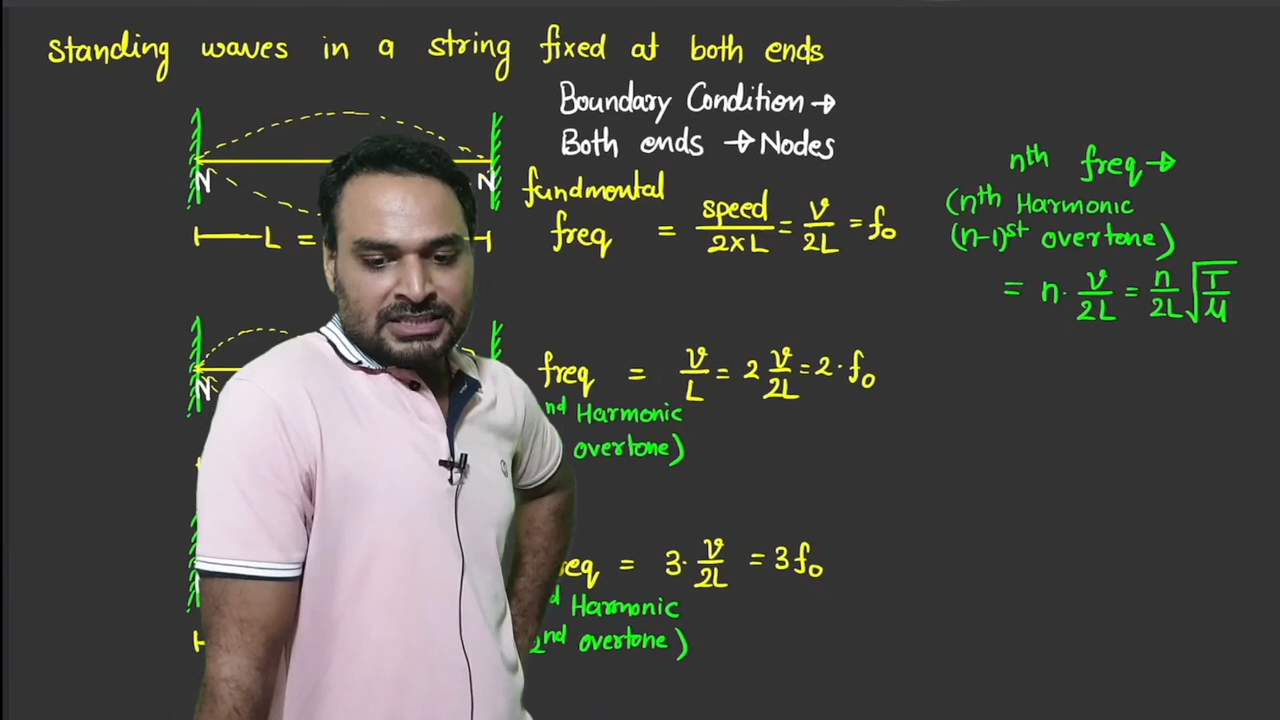 standing waves in a string fixed at both ends
Boundary Condition →
Both ends → Nodes
N N
L =
fundmental
freq = speed/2×L = v/2L = f₀
N
freq = v/L = 2 v/2L = 2·f₀
nd Harmonic
overtone)
eq = 3·v/2L = 3f₀
d Harmonic
2nd overtone)
nth freq →
(nth Harmonic
(n-1)st overtone)
= n·v/2L = n/2L √T/μ